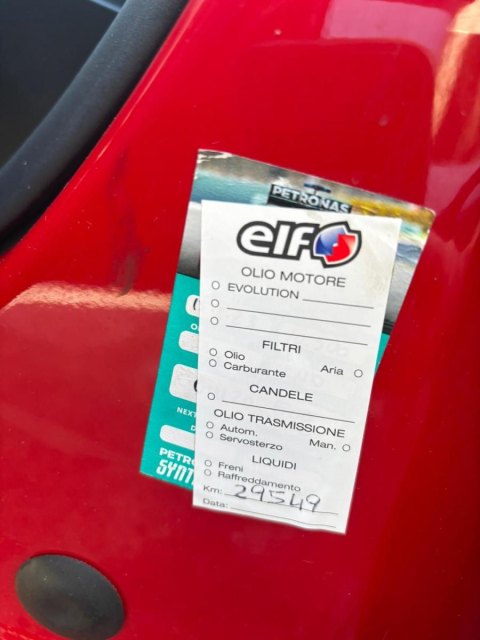 PETRONAS
elf
OLIO MOTORE
EVOLUTION
FILTRI
Olio Aria
Carburante
CANDELE
OLIO TRASMISSIONE
Autom. Man.
Servosterzo
LIQUIDI
Freni
Raffreddamento
Km: 29549
Data:
NEXT
PETR
SYNT